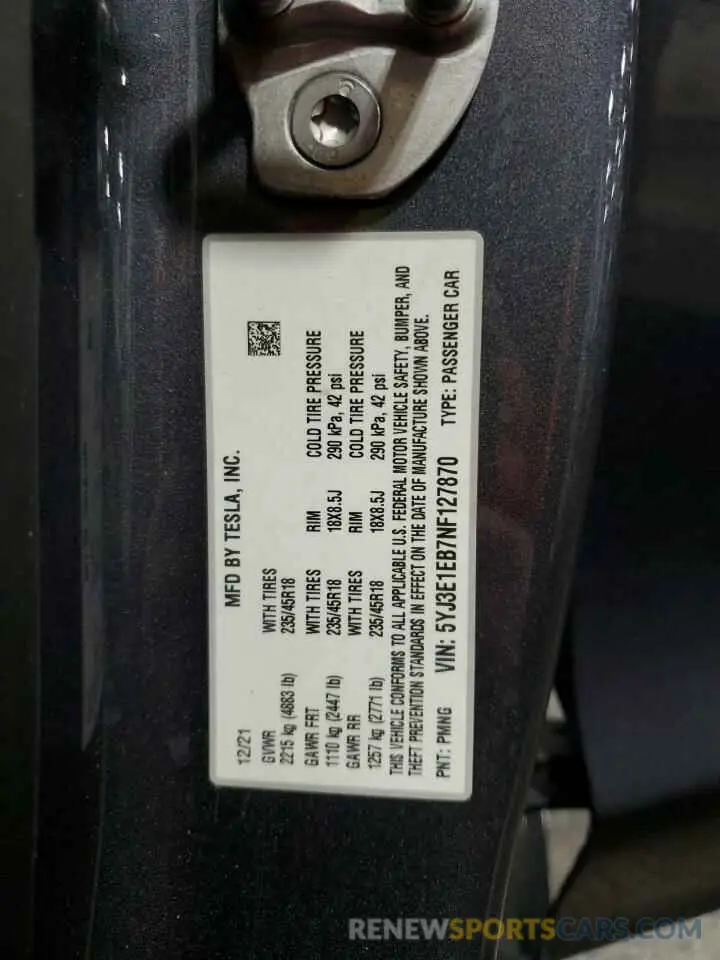 MFD BY TESLA, INC.
12/21
GVWR WITH TIRES
2215 kg (4883 lb) 235/45R18
GAWR FRT WITH TIRES RIM COLD TIRE PRESSURE
1110 kg (2447 lb) 235/45R18 18X8.5J 290 kPa, 42 psi
GAWR RR WITH TIRES RIM COLD TIRE PRESSURE
1257 kg (2771 lb) 235/45R18 18X8.5J 290 kPa, 42 psi
THIS VEHICLE CONFORMS TO ALL APPLICABLE U.S. FEDERAL MOTOR VEHICLE SAFETY, BUMPER, AND
THEFT PREVENTION STANDARDS IN EFFECT ON THE DATE OF MANUFACTURE SHOWN ABOVE.
PNT: PMNG VIN: 5YJ3E1EB7NF127870 TYPE: PASSENGER CAR
RENEWSPORTSCARS.COM